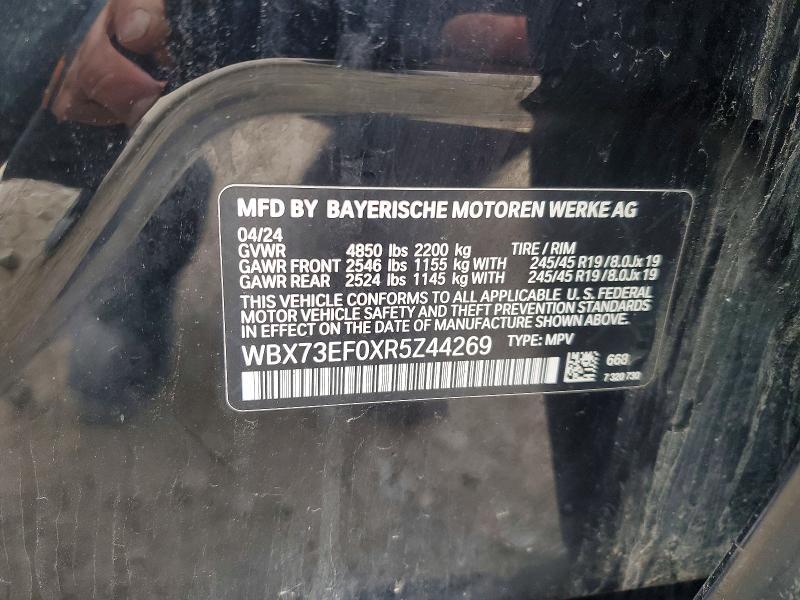 MFD BY BAYERISCHE MOTOREN WERKE AG
04/24
GVWR 4850 lbs 2200 kg TIRE / RIM
GAWR FRONT 2546 lbs 1155 kg WITH 245/45 R19 / 8.0Jx19
GAWR REAR 2524 lbs 1145 kg WITH 245/45 R19 / 8.0Jx19
THIS VEHICLE CONFORMS TO ALL APPLICABLE U. S. FEDERAL
MOTOR VEHICLE SAFETY AND THEFT PREVENTION STANDARDS
IN EFFECT ON THE DATE OF MANUFACTURE SHOWN ABOVE.
WBX73EF0XR5Z44269 TYPE: MPV
668
7 320 730